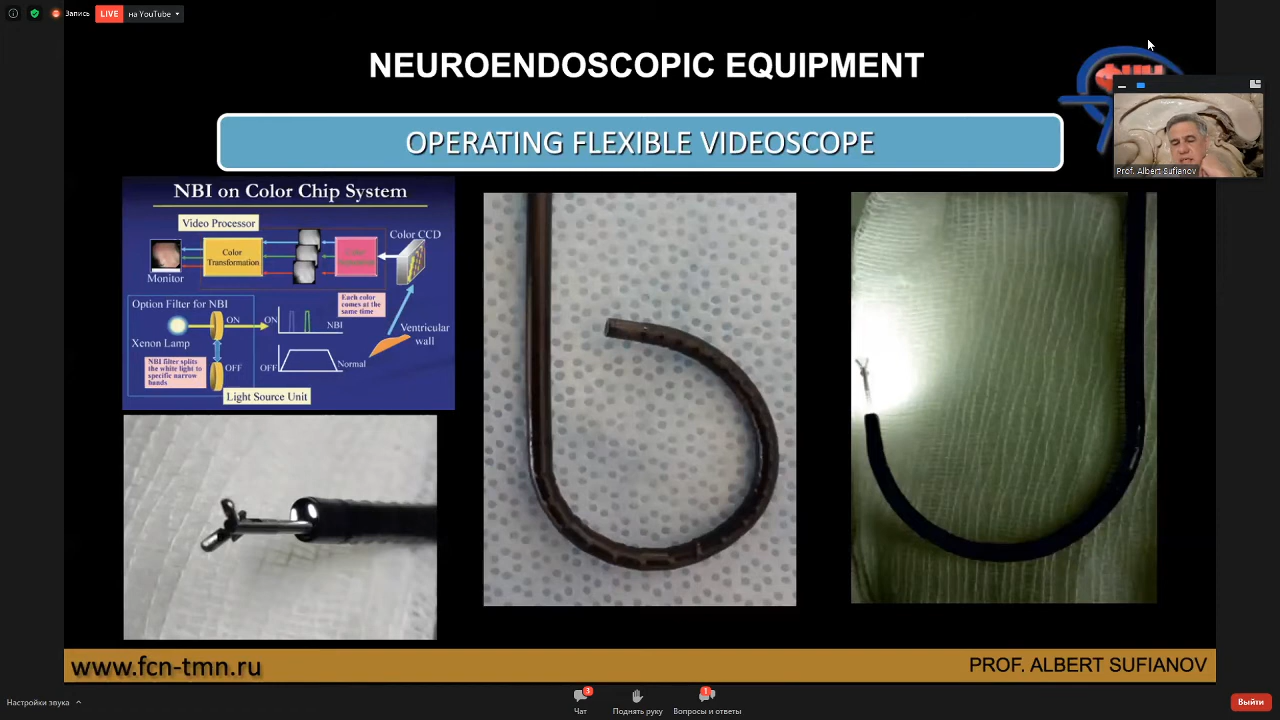 Запись
LIVE на YouTube
NEUROENDOSCOPIC EQUIPMENT
OPERATING FLEXIBLE VIDEOSCOPE
Prof. Albert Sufianov
NBI on Color Chip System
Video Processor
Color CCD
Color
Transformation
Monitor
Each color
comes at the
same time
Option Filter for NBI
ON
ON
NBI
Xenon Lamp
Ventricular
wall
NBI filter splits
the white light to
specific narrow
bands
OFF
OFF
Normal
Light Source Unit
www.fcn-tmn.ru
PROF. ALBERT SUFIANOV
Настройки звука
3
Чат
Поднять руку
1
Вопросы и ответы
Выйти